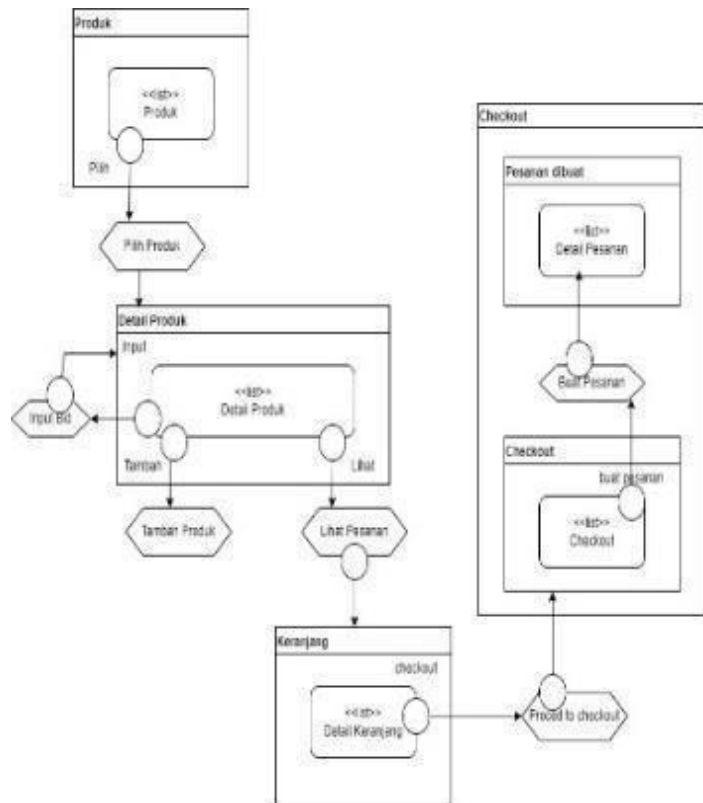 Produk
<<list>>
Produk
Pilih
Pilih Produk
Detail Produk
Input
<<list>>
Detail Produk
Input Bid
Tambah
Lihat
Tambah Produk
Lihat Pesanan
Keranjang
checkout
<<list>>
Detail Keranjang
Proced to checkout
Checkout
Pesanan dibuat
<<list>>
Detail Pesanan
Buat Pesanan
Checkout
buat pesanan
<<list>>
Checkout